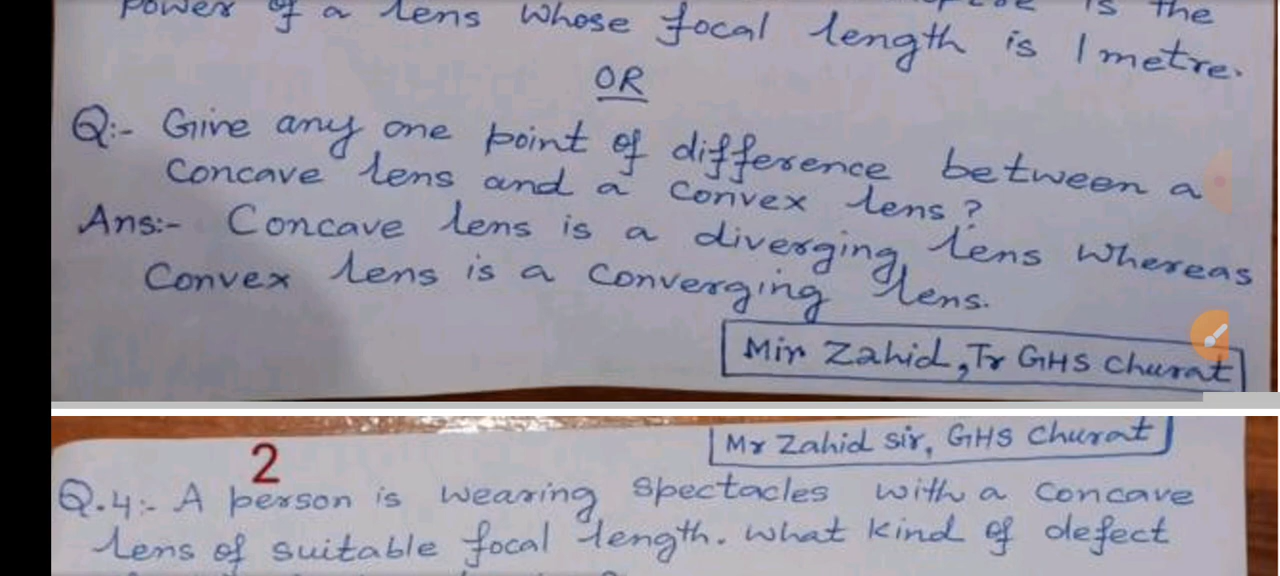 Power of a lens whose focal length is 1 metre.
is the
OR
Q:- Give any one point of difference between a
Concave lens and a convex lens?
Ans:- Concave lens is a diverging lens whereas
Convex lens is a converging lens.
Mir Zahid, Tr GHS Churat
Mr Zahid sir, GHS Churat
2
Q.4:- A person is wearing spectacles with a concave
lens of suitable focal length. what kind of defect